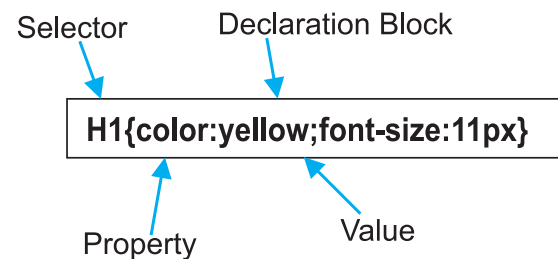 Selector Declaration Block
H1{color:yellow;font-size:11px}
Property Value